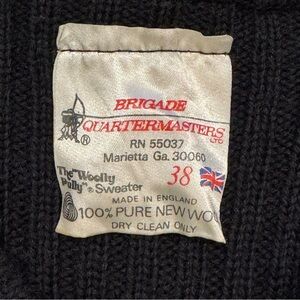 BRIGADE
QUARTERMASTERS LTD
®
RN 55037
Marietta Ga. 30060
38
The "Woolly
Pully"® Sweater
MADE IN ENGLAND
100% PURE NEW WOOL
DRY CLEAN ONLY